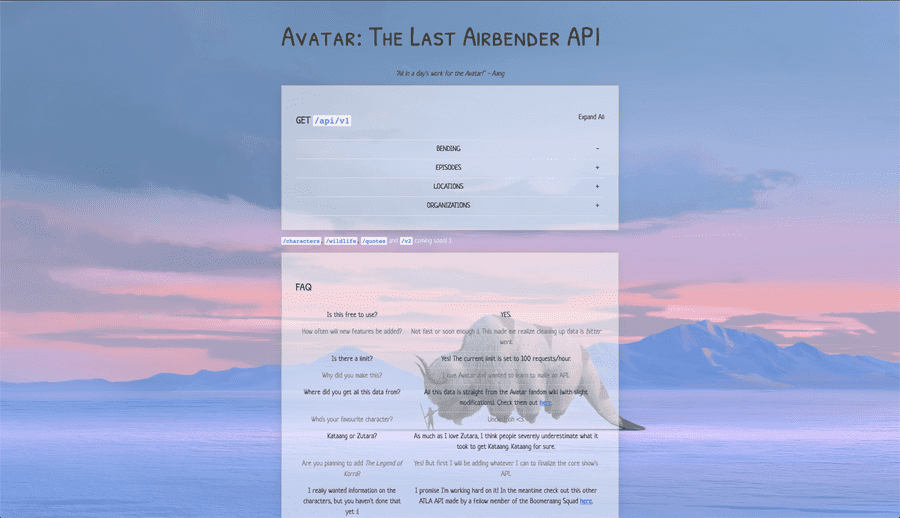 Avatar: The Last Airbender API
"All in a day's work for the Avatar!" - Aang
GET /api/v1
Expand All
BENDING -
EPISODES +
LOCATIONS +
ORGANIZATIONS +
/characters, /wildlife, /quotes and /v2 coming soon! :)
FAQ
Is this free to use? YES.
How often will new features be added? Not fast or soon enough :(. This made me realize cleaning up data is bitter
work.
Is there a limit? Yes! The current limit is set to 100 requests/hour.
Why did you make this? I love Avatar and wanted to learn to make an API.
Where did you get all this data from? All this data is straight from the Avatar fandom wiki (with slight
modifications). Check them out here.
Who's your favourite character? Uncle Iroh <3.
Kataang or Zutara? As much as I love Zutara, I think people severely underestimate what it
took to get Kataang. Kataang for sure.
Are you planning to add The Legend of Yes! But first I will be adding whatever I can to finalize the core show's
Korra? API.
I really wanted information on the I promise I'm working hard on it! In the meantime check out this other
characters, but you haven't done that ATLA API made by a fellow member of the Boomeraang Squad here.
yet :(